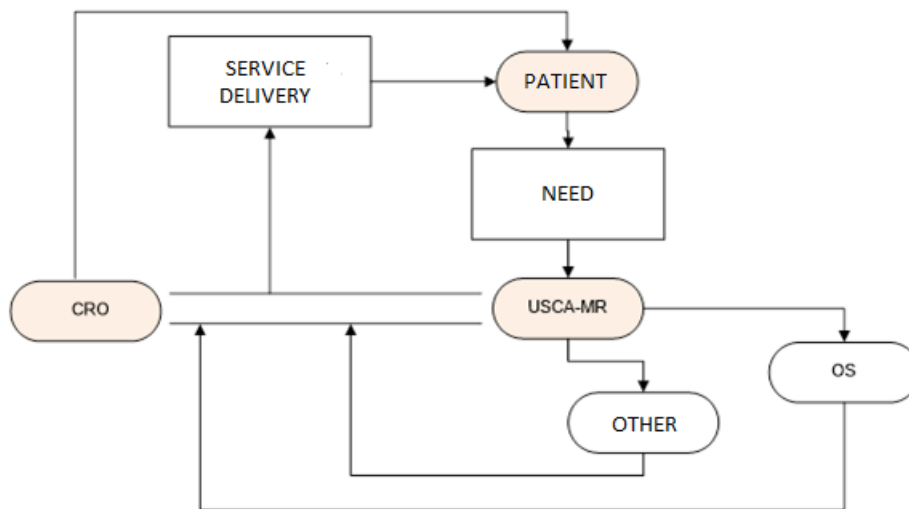 SERVICE
DELIVERY
PATIENT
NEED
CRO
USCA-MR
OS
OTHER